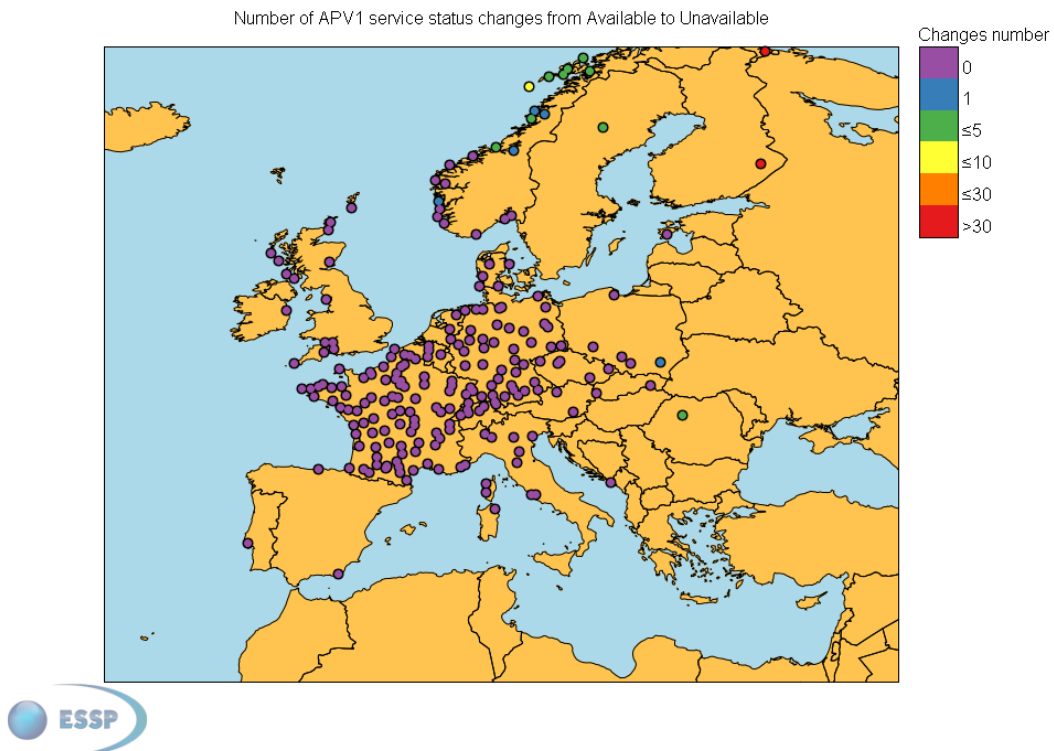 Number of APV1 service status changes from Available to Unavailable
Changes number
0
1
≤5
≤10
≤30
>30
ESSP